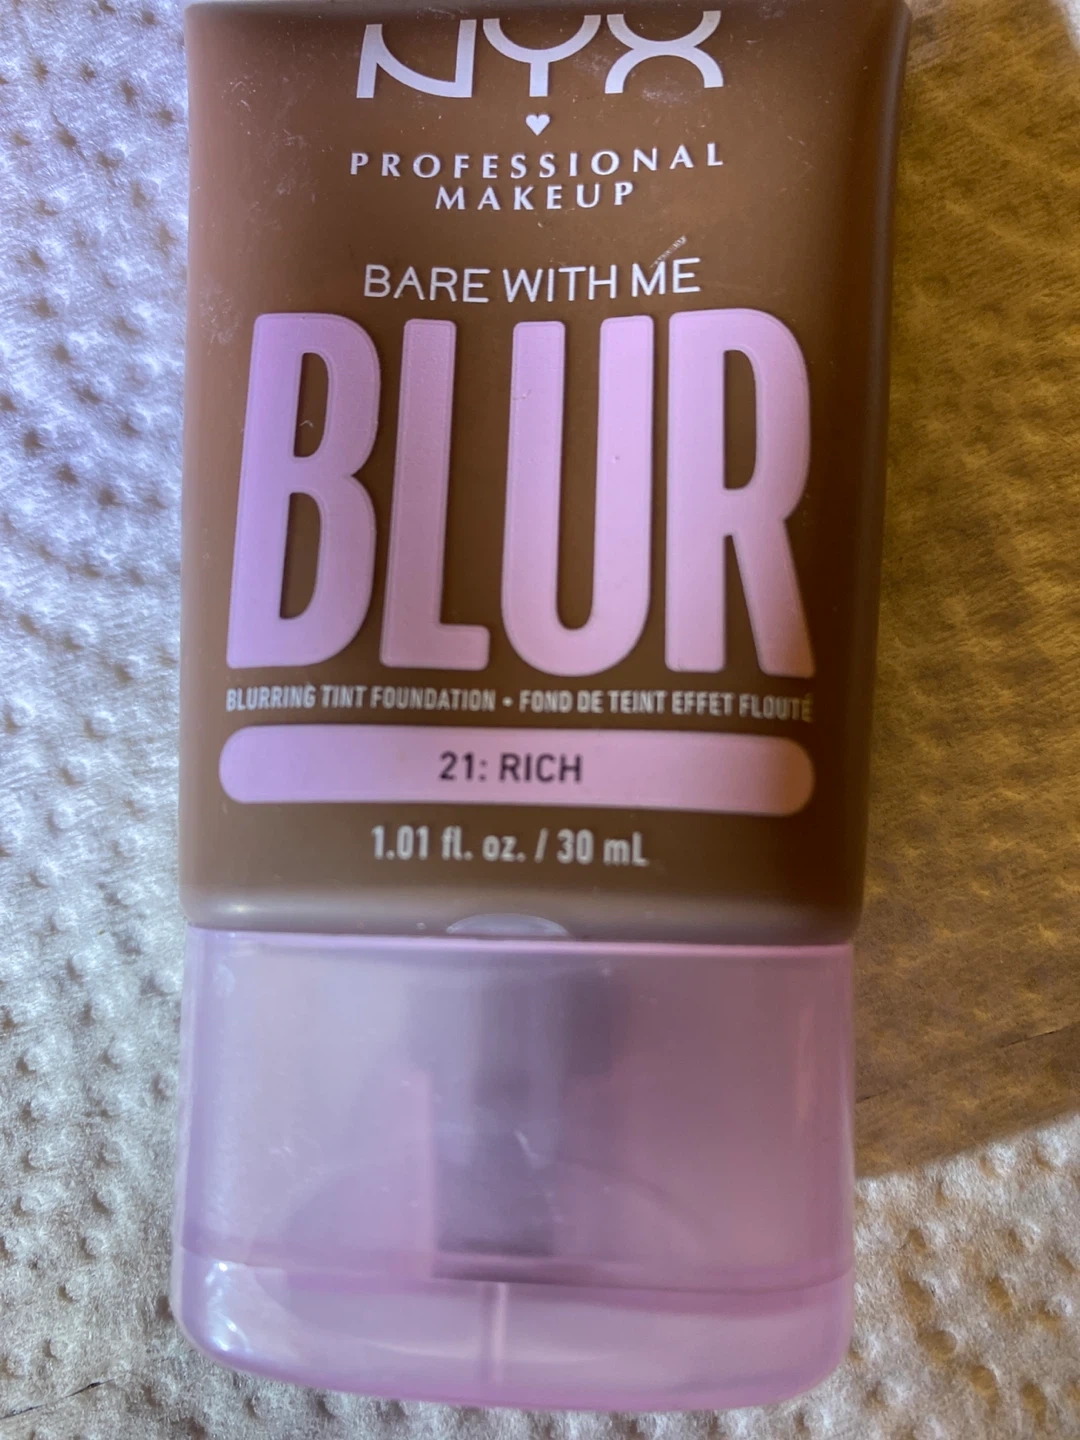 NYX
PROFESSIONAL
MAKEUP
BARE WITH ME
BLUR
BLURRING TINT FOUNDATION • FOND DE TEINT EFFET FLOUTÉ
21: RICH
1.01 fl. oz. / 30 mL